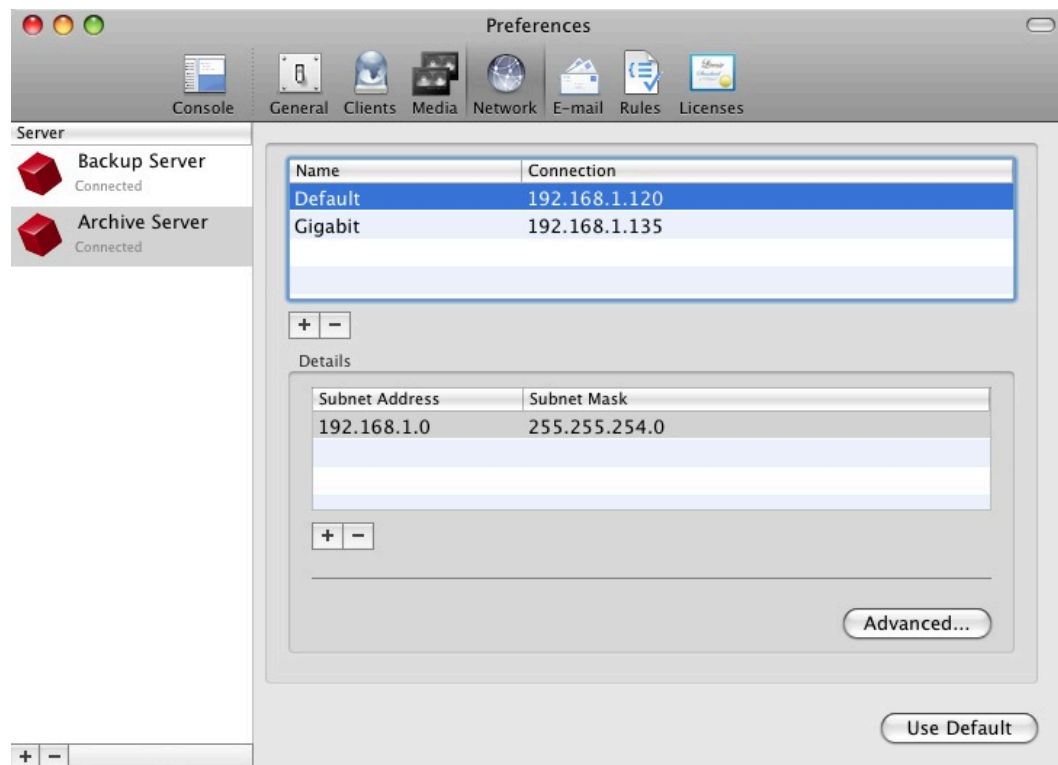 Preferences
Console General Clients Media Network E-mail Rules Licenses
Server
Backup Server
Connected
Archive Server
Connected
Name Connection
Default 192.168.1.120
Gigabit 192.168.1.135
+ −
Details
Subnet Address Subnet Mask
192.168.1.0 255.255.254.0
+ −
Advanced...
Use Default
+ −